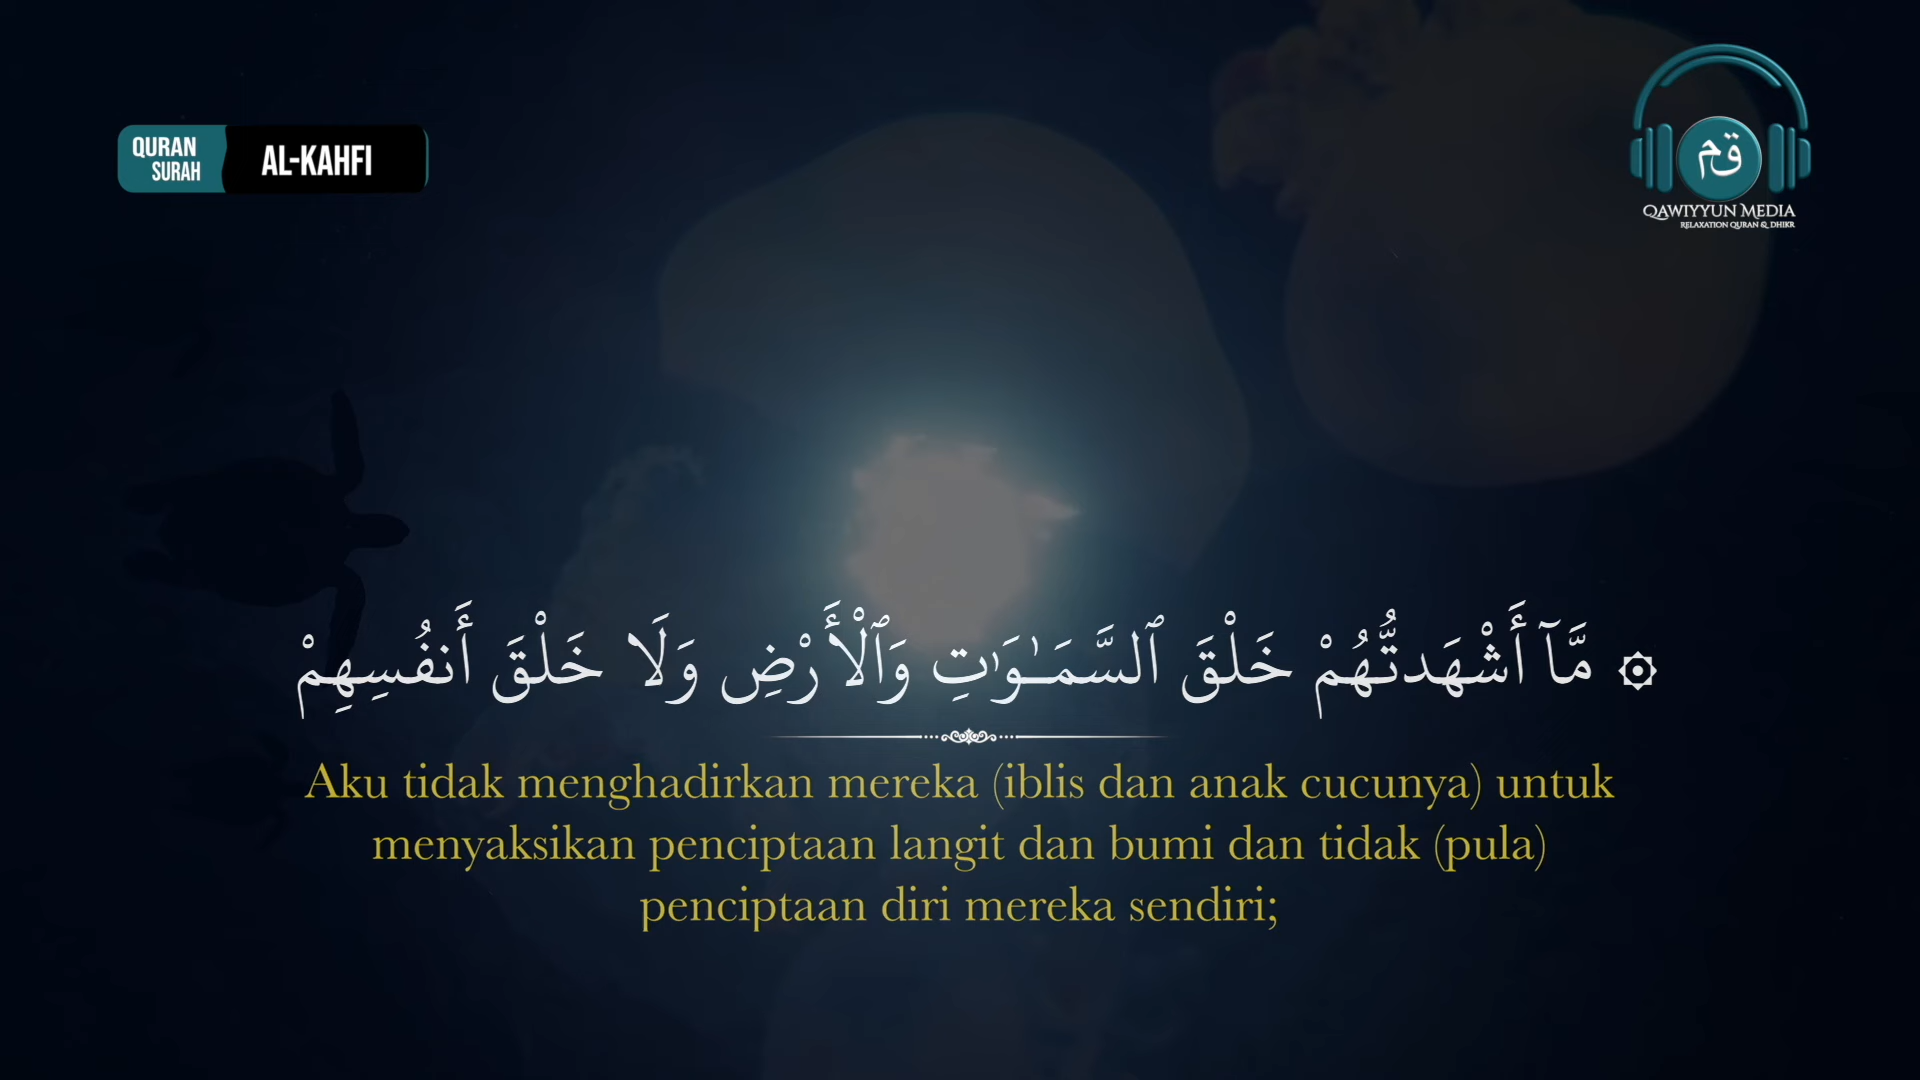 QURAN
SURAH
AL-KAHFI
قم
QAWIYYUN MEDIA
RELAXATION QURAN & DHIKR
۞ مَّآ أَشْهَدتُّهُمْ خَلْقَ ٱلسَّمَـٰوَٰتِ وَٱلْأَرْضِ وَلَا خَلْقَ أَنفُسِهِمْ
Aku tidak menghadirkan mereka (iblis dan anak cucunya) untuk
menyaksikan penciptaan langit dan bumi dan tidak (pula)
penciptaan diri mereka sendiri;